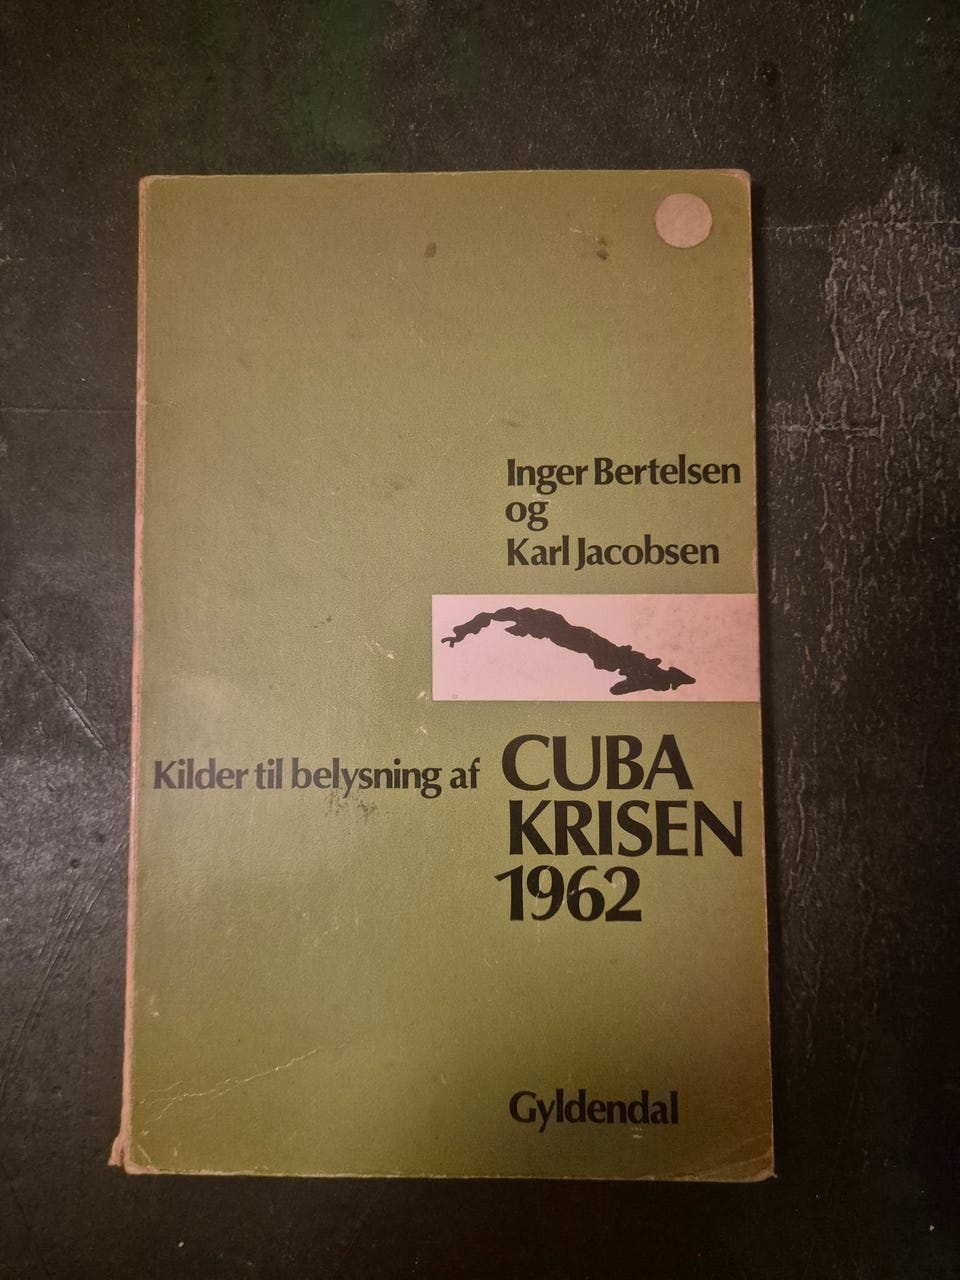 Inger Bertelsen
og
Karl Jacobsen
Kilder til belysning af CUBA
KRISEN
1962
Gyldendal